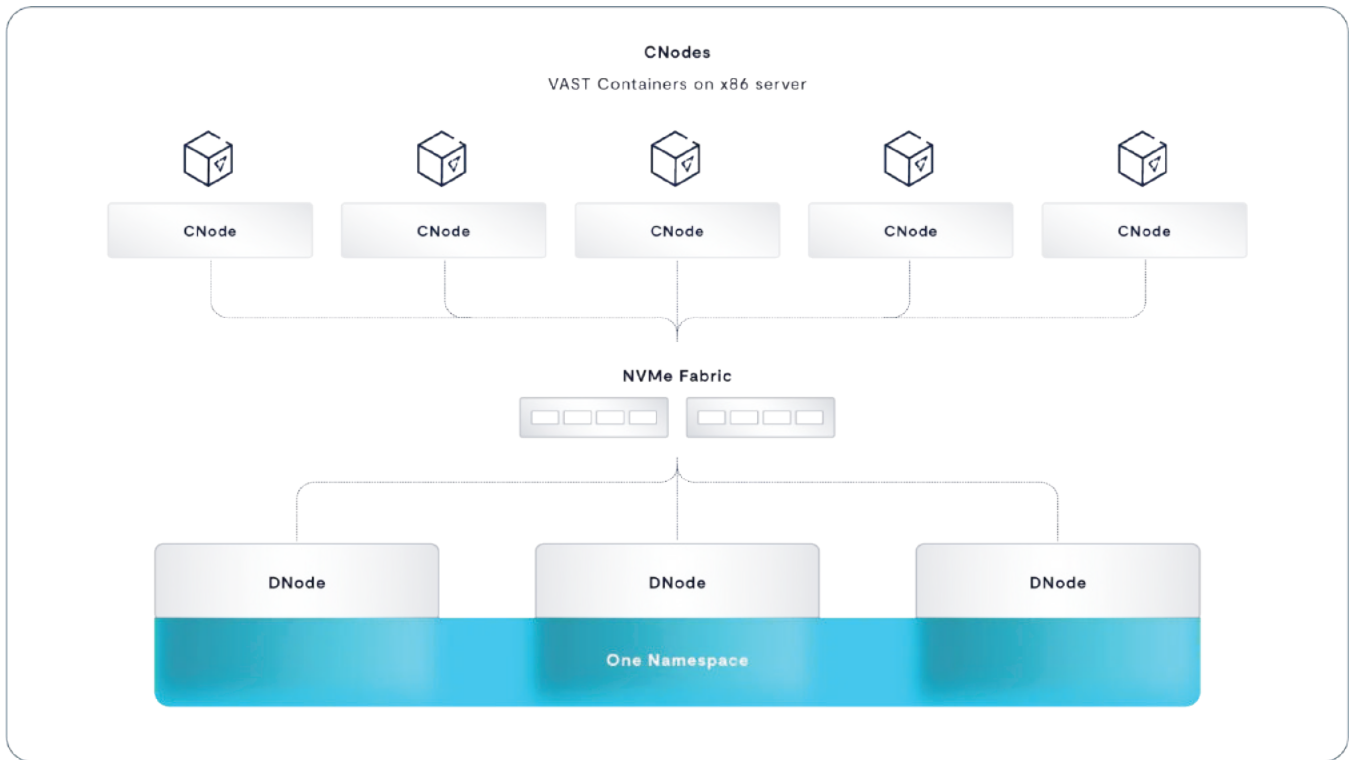 CNodes
VAST Containers on x86 server
CNode
CNode
CNode
CNode
CNode
NVMe Fabric
DNode
DNode
DNode
One Namespace